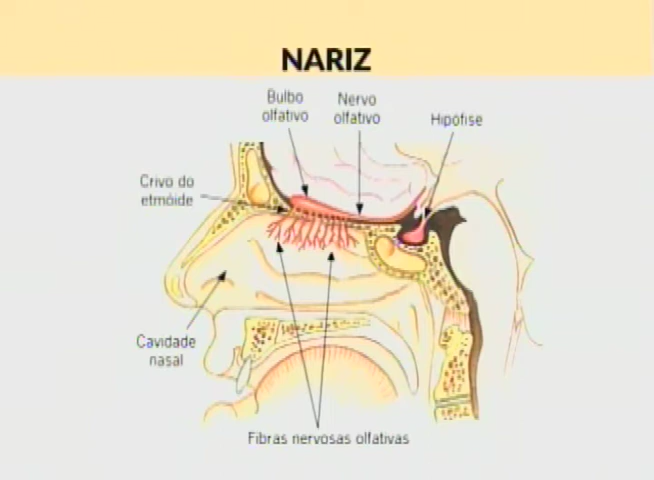 NARIZ
Bulbo
olfativo
Nervo
olfativo
Hipófise
Crivo do
etmóide
Cavidade
nasal
Fibras nervosas olfativas